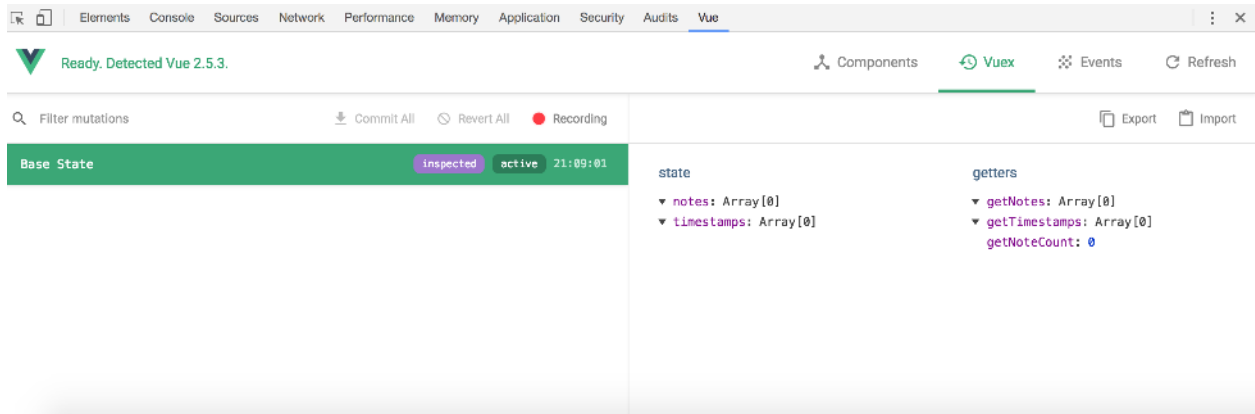 Elements Console Sources Network Performance Memory Application Security Audits Vue
Ready. Detected Vue 2.5.3. Components Vuex Events Refresh
Filter mutations Commit All Revert All Recording Export Import
Base State inspected active 21:09:01
state getters
notes: Array[0] getNotes: Array[0]
timestamps: Array[0] getTimestamps: Array[0]
getNoteCount: 0